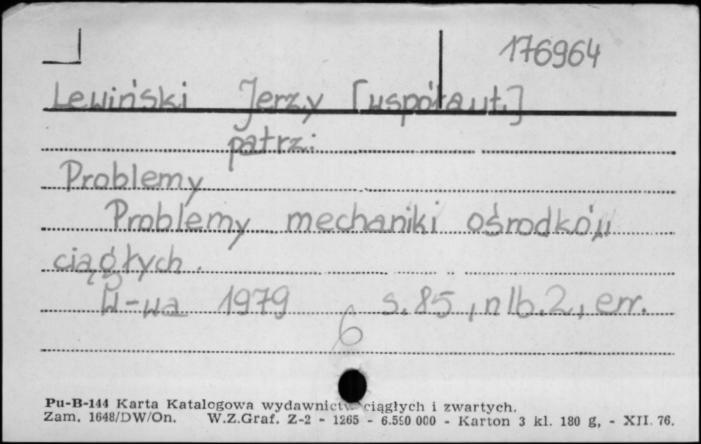 176964
Lewiński Jerzy [współaut.]
patrz:
Problemy
Problemy mechaniki ośrodków
ciągłych.
W-wa 1979 s. 85, nlb. 2, err.
6
Pu-B-144 Karta Katalogowa wydawnictw ciągłych i zwartych.
Zam. 1648/DW/On. W.Z.Graf. Z-2 - 1265 - 6.550 000 - Karton 3 kl. 180 g, - XII. 76.